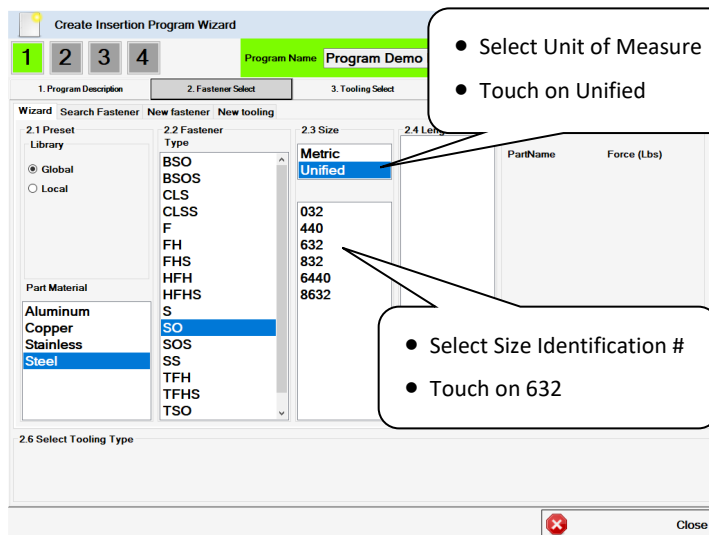 Create Insertion Program Wizard
1 2 3 4
Program Name Program Demo
1. Program Description 2. Fastener Select 3. Tooling Select
Wizard Search Fastener New fastener New tooling
2.1 Preset
Library
Global
Local
Part Material
Aluminum
Copper
Stainless
Steel
2.2 Fastener
Type
BSO
BSOS
CLS
CLSS
F
FH
FHS
HFH
HFHS
S
SO
SOS
SS
TFH
TFHS
TSO
2.3 Size
Metric
Unified
032
440
632
832
6440
8632
2.4
PartName Force (Lbs)
• Select Unit of Measure
• Touch on Unified
• Select Size Identification #
• Touch on 632
2.6 Select Tooling Type
Close